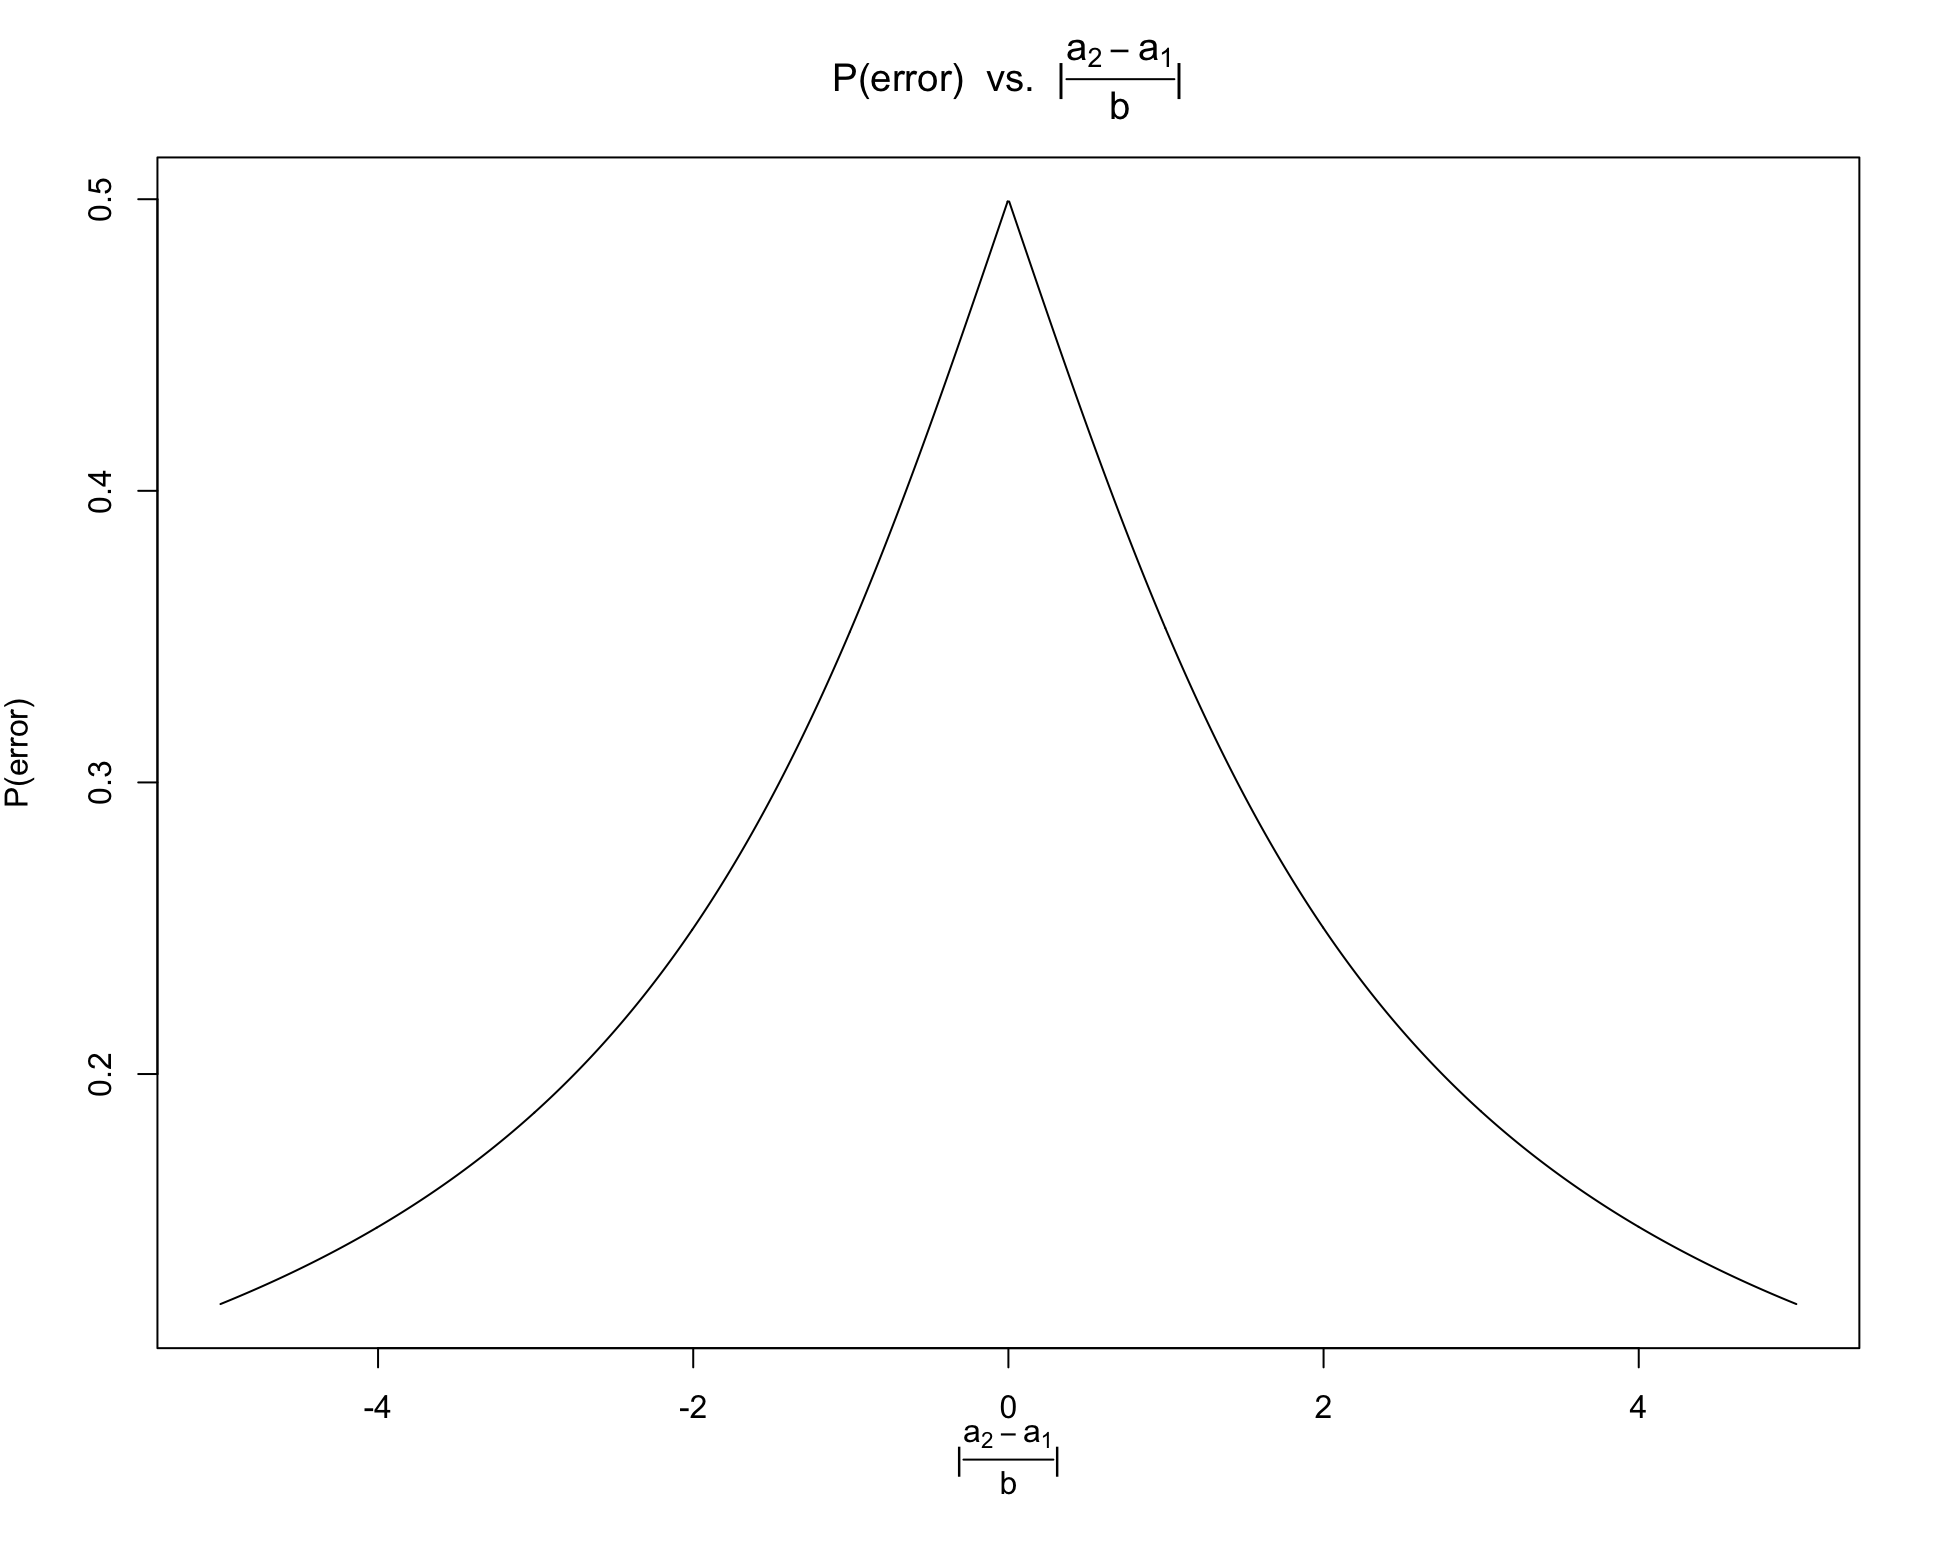 P(error) vs. |a₂ – a₁
b|
P(error)
0.5
0.4
0.3
0.2
-4 -2 0 2 4
|a₂ – a₁
b|